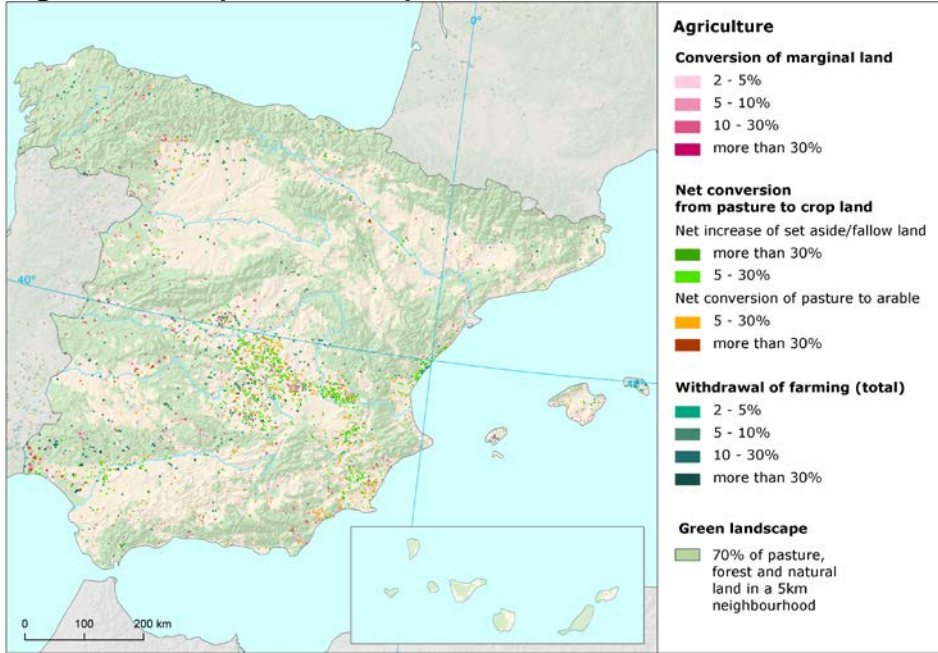 0°
40°
0 100 200 km
Agriculture
Conversion of marginal land
2 - 5%
5 - 10%
10 - 30%
more than 30%
Net conversion
from pasture to crop land
Net increase of set aside/fallow land
more than 30%
5 - 30%
Net conversion of pasture to arable
5 - 30%
more than 30%
Withdrawal of farming (total)
2 - 5%
5 - 10%
10 - 30%
more than 30%
Green landscape
70% of pasture,
forest and natural
land in a 5km
neighbourhood